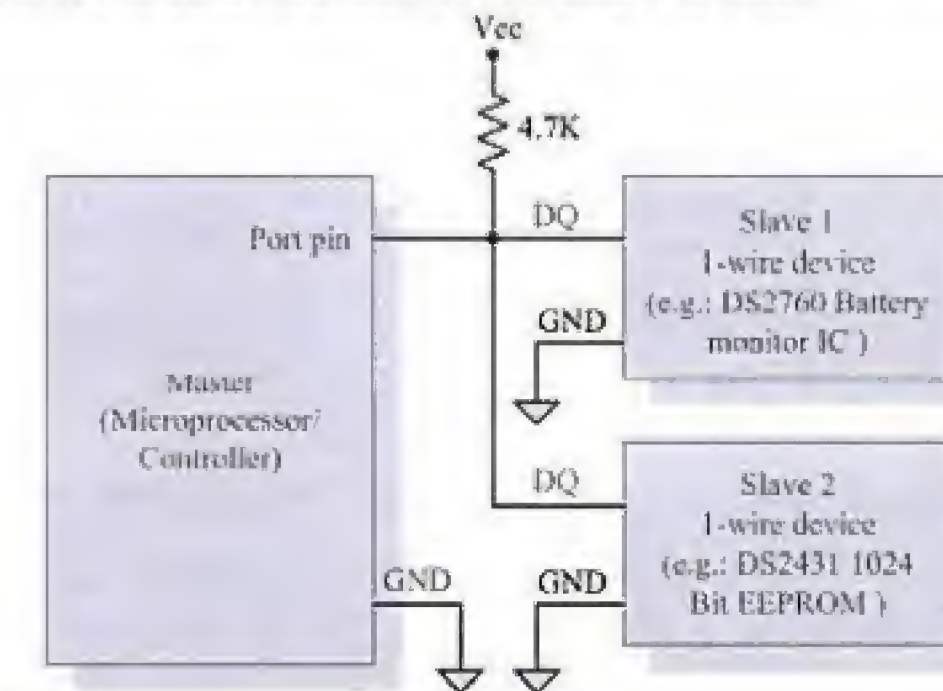 Vcc
4.7K
Port pin
DQ
Slave 1
1-wire device
(e.g.: DS2760 Battery
monitor IC )
GND
Master
(Microprocessor/
Controller)
DQ
Slave 2
1-wire device
(e.g.: DS2431 1024
Bit EEPROM )
GND
GND